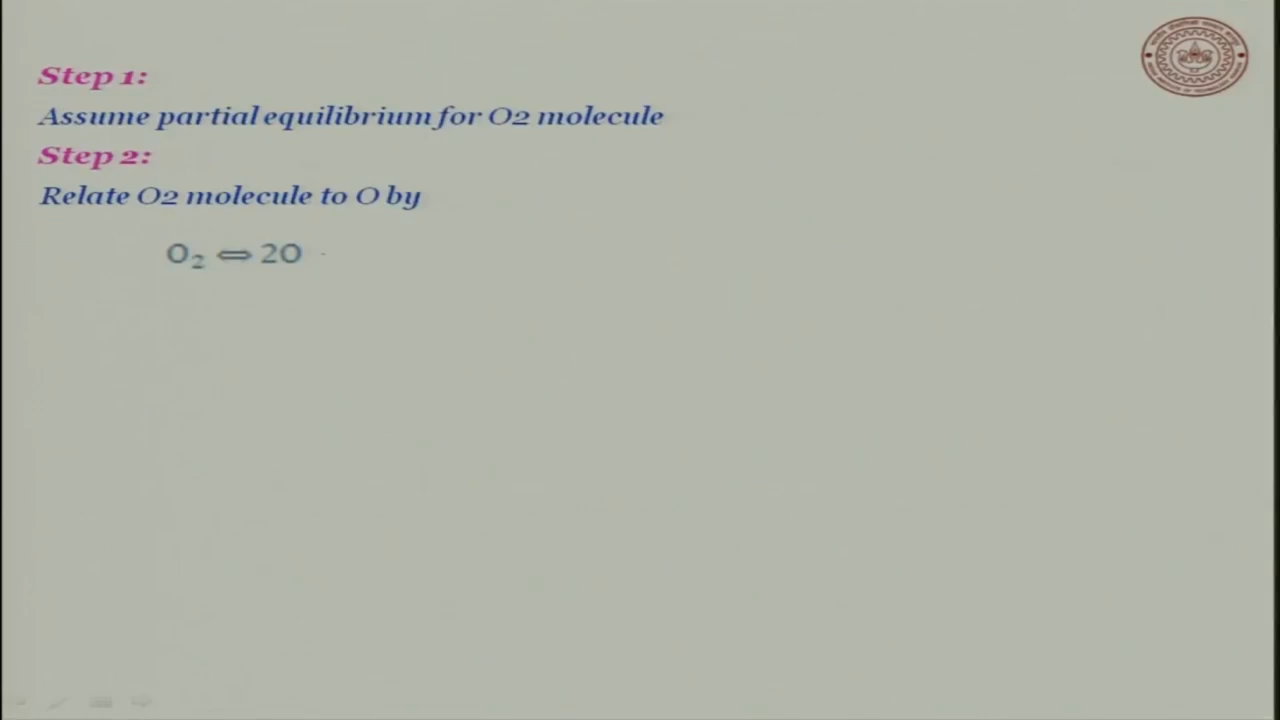 Step 1:
Assume partial equilibrium for O2 molecule
Step 2:
Relate O2 molecule to O by
O₂ ⇔ 2O